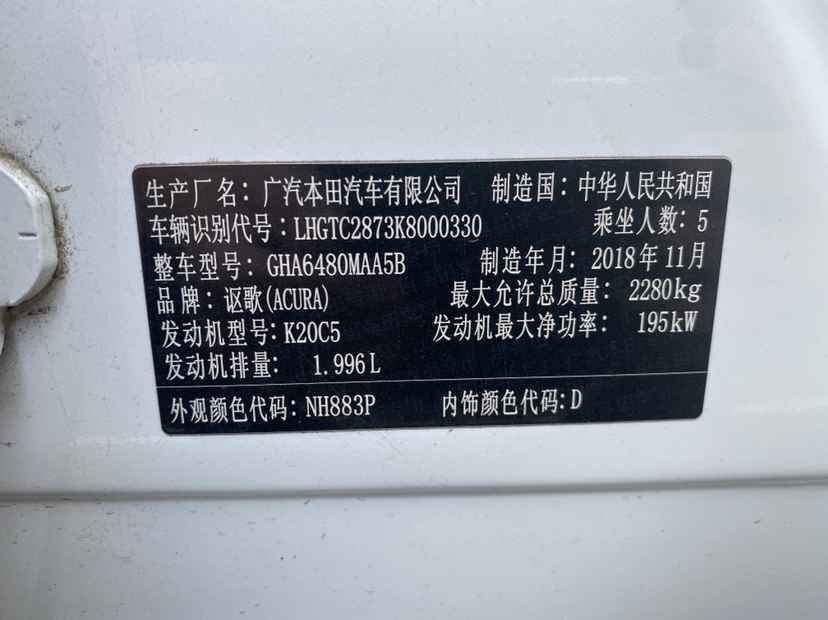 生产厂名：广汽本田汽车有限公司 制造国：中华人民共和国
车辆识别代号：LHGTC2873K8000330 乘坐人数：5
整车型号：GHA6480MAA5B 制造年月：2018年11月
品牌：讴歌(ACURA) 最大允许总质量：2280kg
发动机型号：K20C5 发动机最大净功率：195kW
发动机排量：1.996L
外观颜色代码：NH883P 内饰颜色代码：D